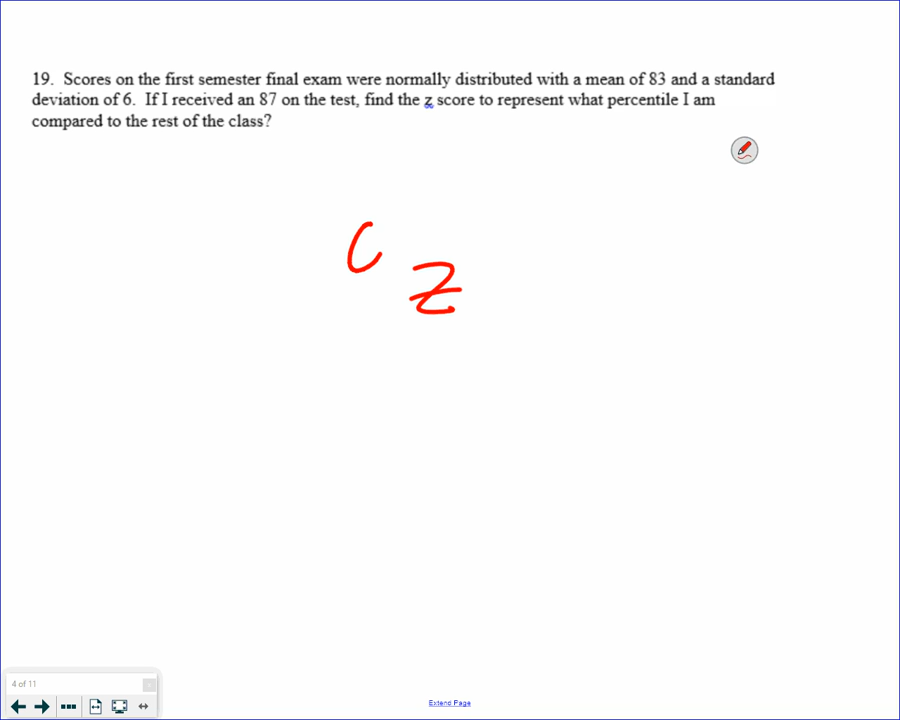 19. Scores on the first semester final exam were normally distributed with a mean of 83 and a standard
deviation of 6. If I received an 87 on the test, find the z score to represent what percentile I am
compared to the rest of the class?
z
4 of 11
Extend Page